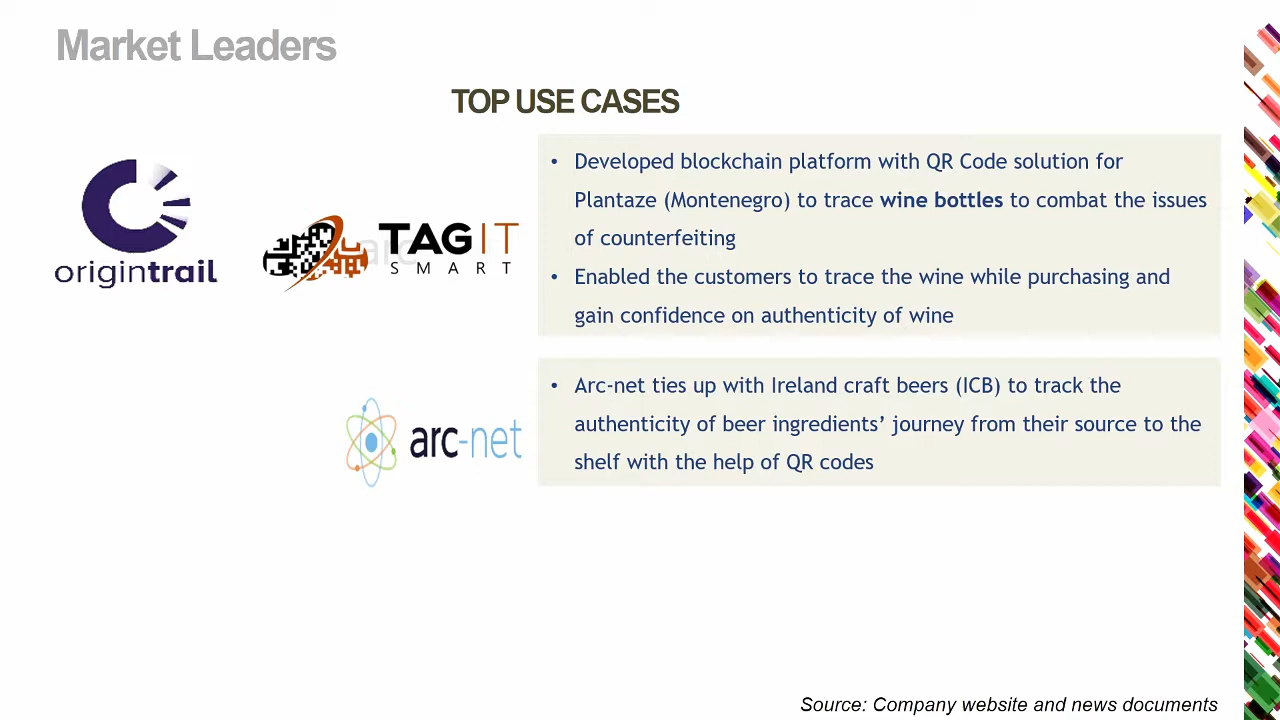 Market Leaders
TOP USE CASES
origintrail
TAGIT
SMART
• Developed blockchain platform with QR Code solution for
Plantaze (Montenegro) to trace wine bottles to combat the issues
of counterfeiting
• Enabled the customers to trace the wine while purchasing and
gain confidence on authenticity of wine
arc-net
• Arc-net ties up with Ireland craft beers (ICB) to track the
authenticity of beer ingredients’ journey from their source to the
shelf with the help of QR codes
Source: Company website and news documents